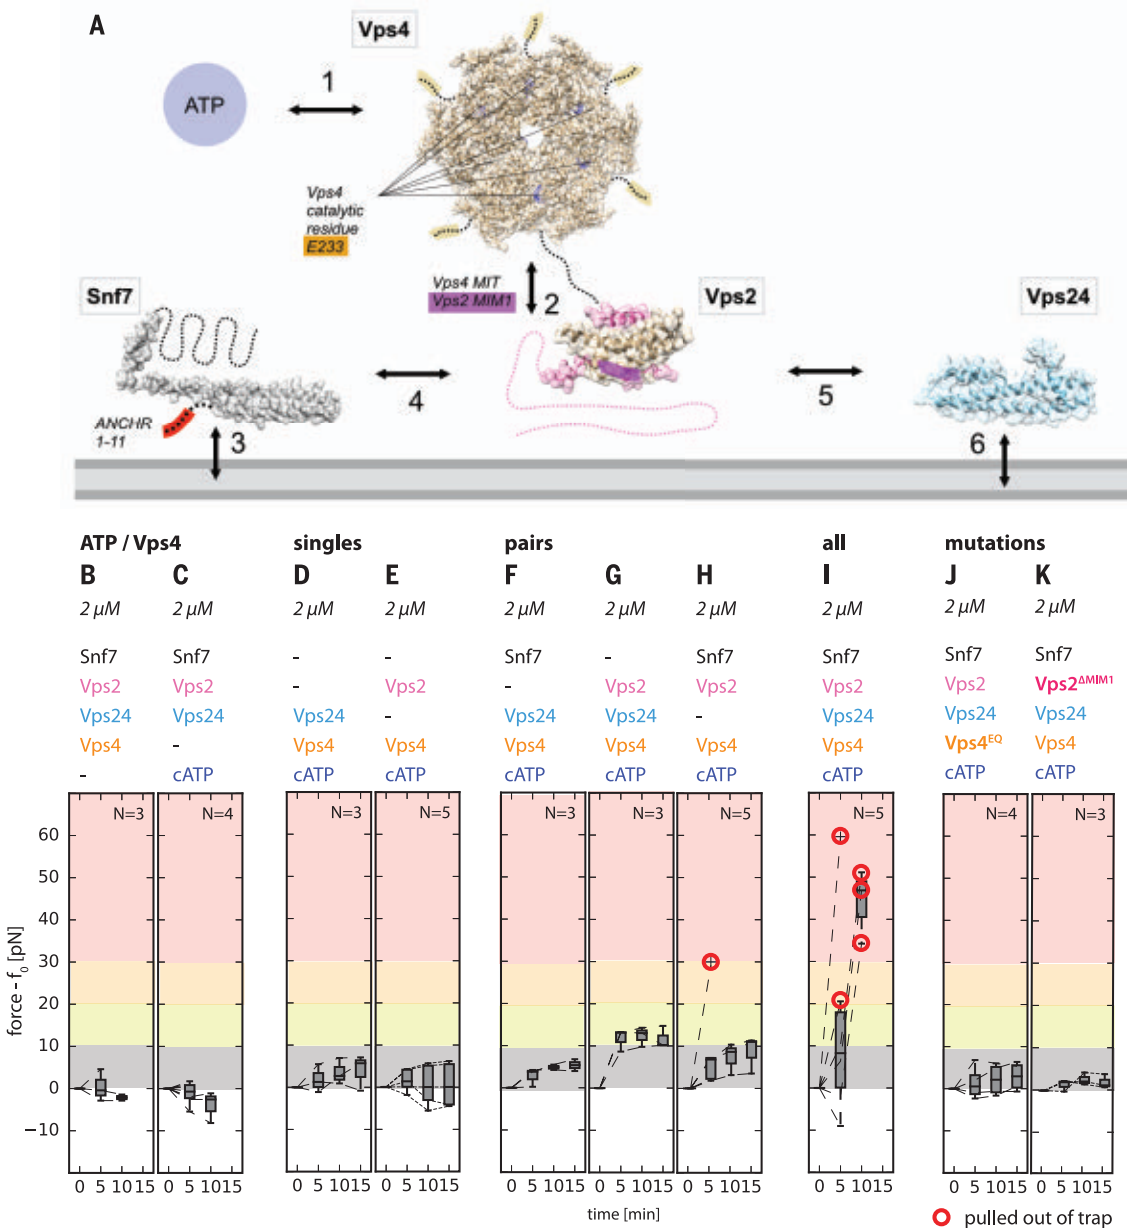 A
Vps4
ATP
1
Vps4
catalytic
residue
E233
Snf7
Vps4 MIT
Vps2 MIM1
2
Vps2
Vps24
ANCHR
1-11
3
4
5
6
ATP / Vps4 singles pairs all mutations
B C D E F G H I J K
2 μM 2 μM 2 μM 2 μM 2 μM 2 μM 2 μM 2 μM 2 μM 2 μM
Snf7 Snf7 - - Snf7 - Snf7 Snf7 Snf7 Snf7
Vps2 Vps2 - Vps2 - Vps2 Vps2 Vps2 Vps2 Vps2ΔMIM1
Vps24 Vps24 Vps24 - Vps24 Vps24 - Vps24 Vps24 Vps24
Vps4 - Vps4 Vps4 Vps4 Vps4 Vps4 Vps4 Vps4EQ Vps4
- cATP cATP cATP cATP cATP cATP cATP cATP cATP
N=3 N=4 N=3 N=5 N=3 N=3 N=5 N=5 N=4 N=3
60
50
40
30
20
10
0
−10
force - f0 [pN]
0 5 1015 0 5 1015 0 5 1015 0 5 1015 0 5 1015 0 5 1015 0 5 1015 0 5 1015 0 5 1015 0 5 1015
time [min]
pulled out of trap